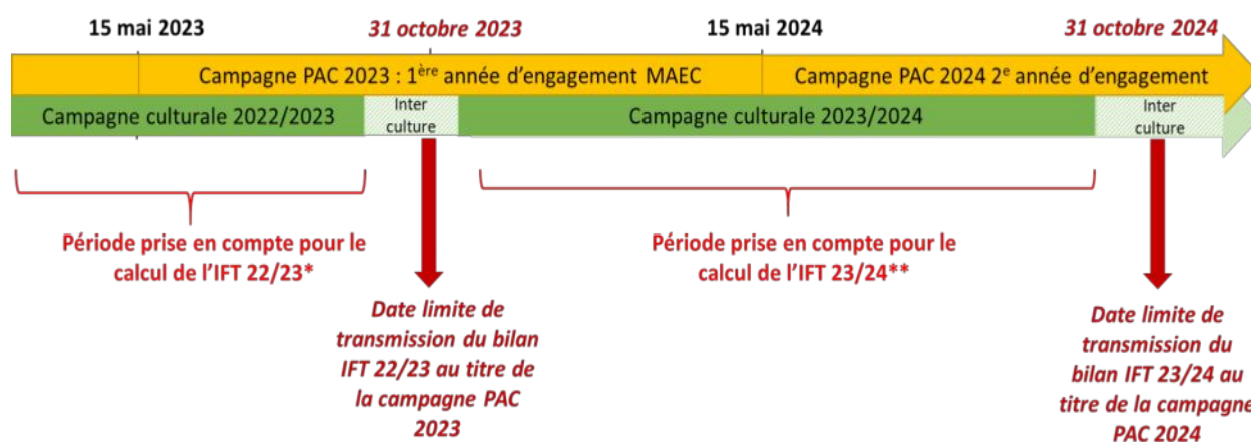 15 mai 2023
31 octobre 2023
15 mai 2024
31 octobre 2024
Campagne PAC 2023 : 1ère année d’engagement MAEC
Campagne PAC 2024 2e année d’engagement
Campagne culturale 2022/2023
Inter
culture
Campagne culturale 2023/2024
Inter
culture
Période prise en compte pour le
calcul de l’IFT 22/23*
Période prise en compte pour le
calcul de l’IFT 23/24**
Date limite de
transmission du bilan
IFT 22/23 au titre de
la campagne PAC
2023
Date limite de
transmission du
bilan IFT 23/24 au
titre de la campagne
PAC 2024